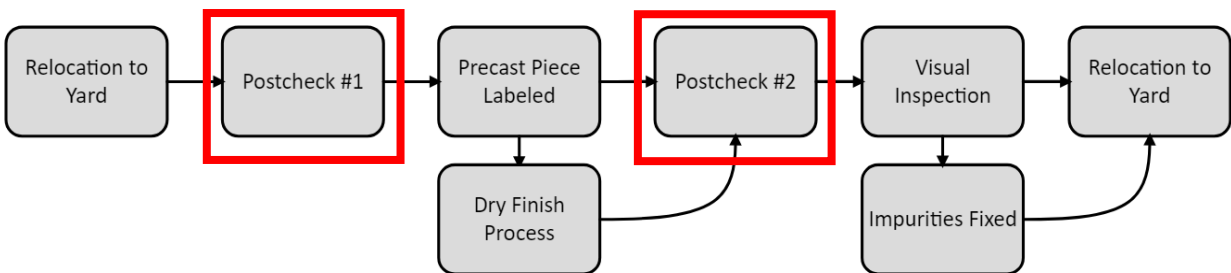 Relocation to
Yard
Postcheck #1
Precast Piece
Labeled
Postcheck #2
Visual
Inspection
Relocation to
Yard
Dry Finish
Process
Impurities Fixed